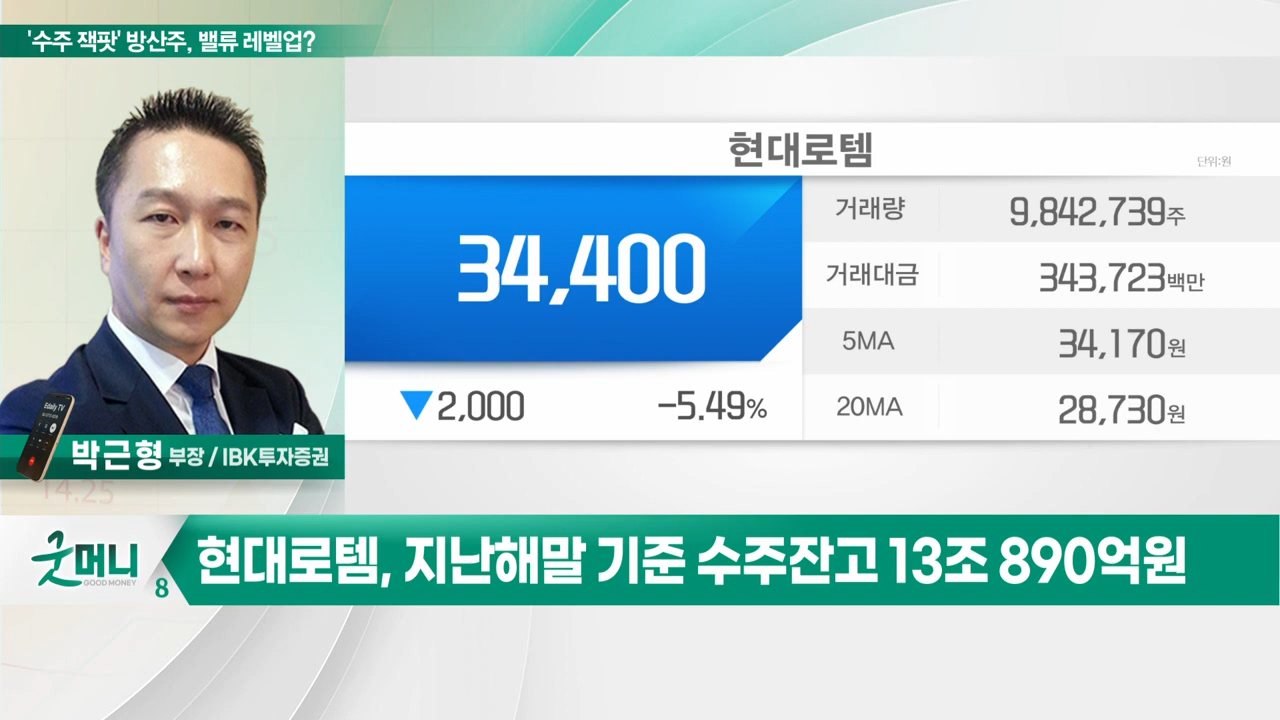 '수주 잭팟' 방산주, 밸류 레벨업?
현대로템
단위:원
34,400
▼2,000 -5.49%
거래량 9,842,739주
거래대금 343,723백만
5MA 34,170원
20MA 28,730원
Edaily TV
박근형 부장 / IBK투자증권
14.25
굿머니
GOOD MONEY
8
현대로템, 지난해말 기준 수주잔고 13조 890억원